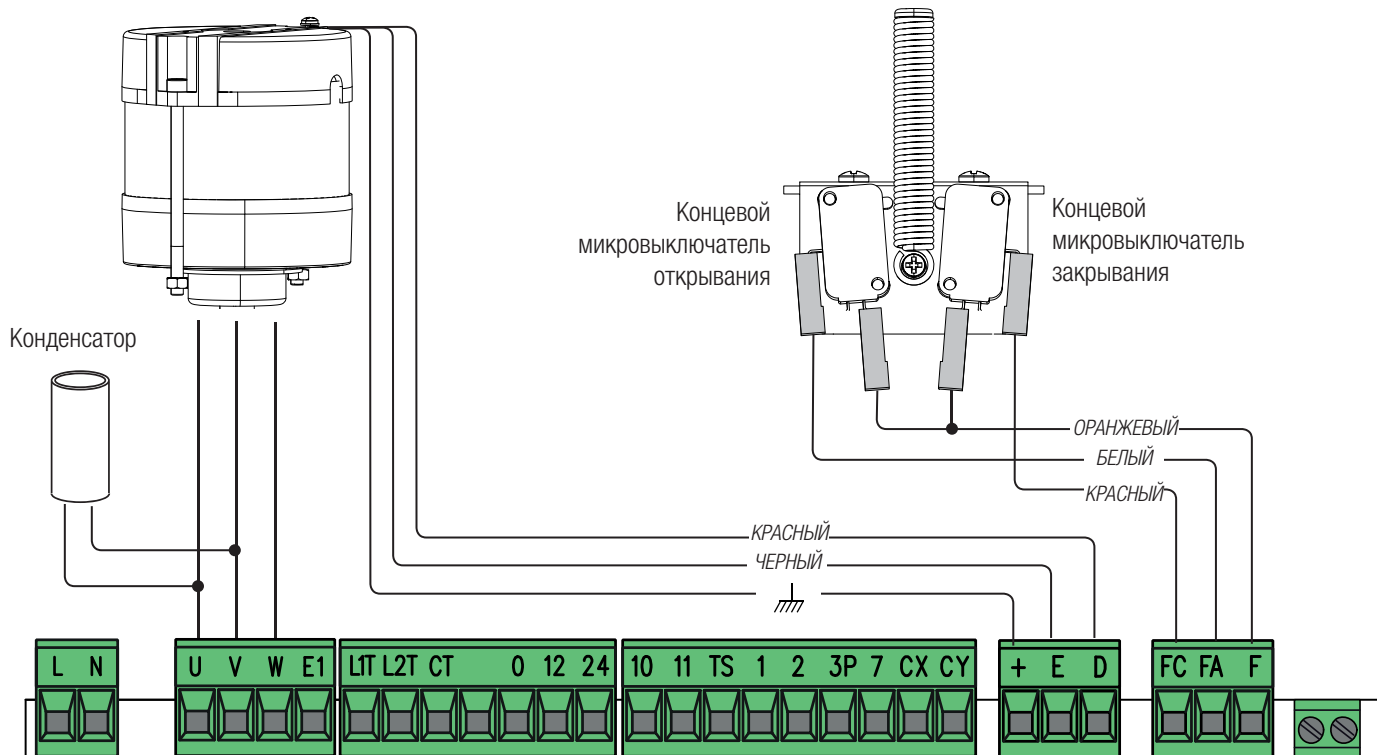 Концевой
микровыключатель
открывания
Концевой
микровыключатель
закрывания
Конденсатор
ОРАНЖЕВЫЙ
БЕЛЫЙ
КРАСНЫЙ
КРАСНЫЙ
ЧЕРНЫЙ
L N
U V W E1
L1T L2T CT 0 12 24
10 11 TS 1 2 3P 7 CX CY
+ E D
FC FA F